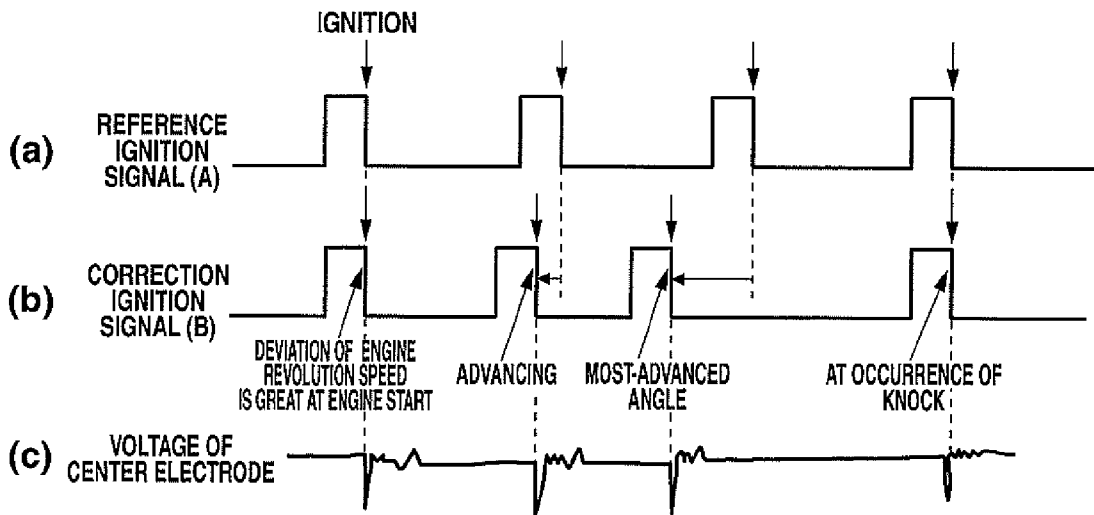 IGNITION
(a)
REFERENCE
IGNITION
SIGNAL (A)
(b)
CORRECTION
IGNITION
SIGNAL (B)
DEVIATION OF ENGINE
REVOLUTION SPEED
IS GREAT AT ENGINE START
ADVANCING
MOST-ADVANCED
ANGLE
AT OCCURRENCE OF
KNOCK
(c)
VOLTAGE OF
CENTER ELECTRODE